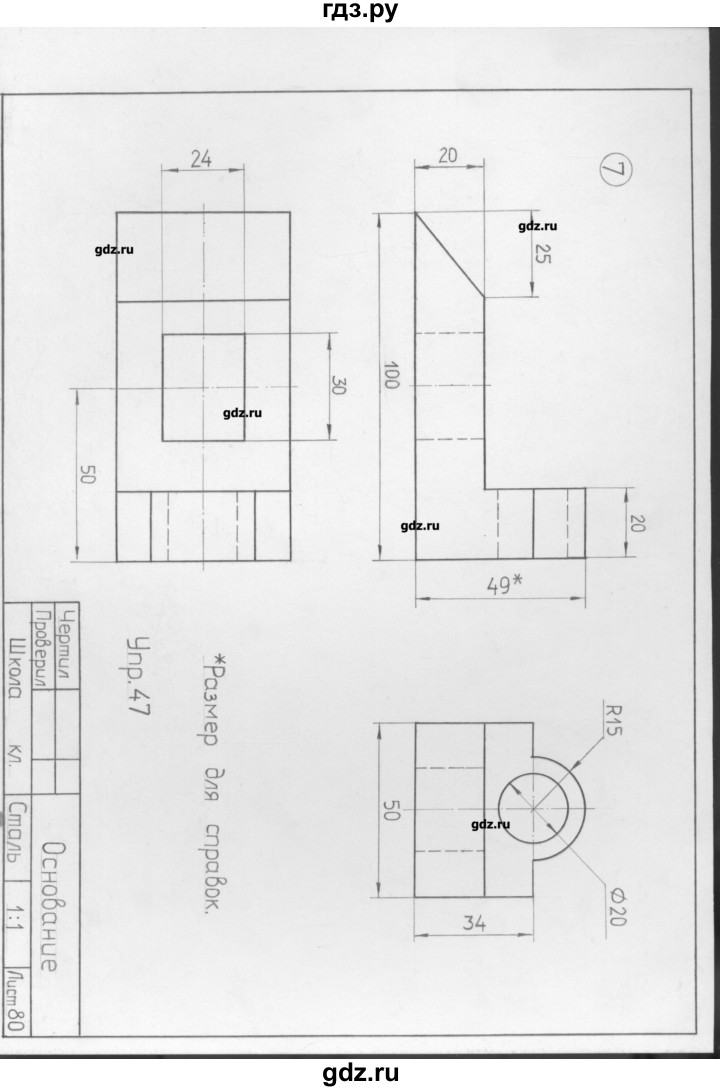 гдз.ру
7
24
20
25
gdz.ru
gdz.ru
100
30
gdz.ru
50
gdz.ru
20
49*
*Размер для справок.
Упр.47
R15
50
gdz.ru
Ø20
34
Чертил
Проверил
Школа кл.
Основание
Сталь
1:1
Лист80
gdz.ru